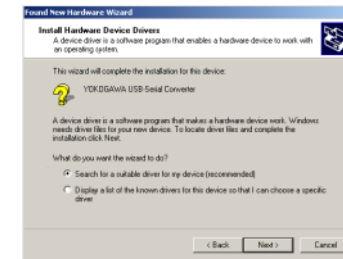 Found New Hardware Wizard
Install Hardware Device Drivers
A device driver is a software program that enables a hardware device to work with
an operating system.
This wizard will complete the installation for this device:
YOKOGAWA USB-Serial Converter
A device driver is a software program that makes a hardware device work. Windows
needs driver files for your new device. To locate driver files and complete the
installation click Next.
What do you want the wizard to do?
Search for a suitable driver for my device (recommended)
Display a list of the known drivers for this device so that I can choose a specific
driver
< Back
Next >
Cancel